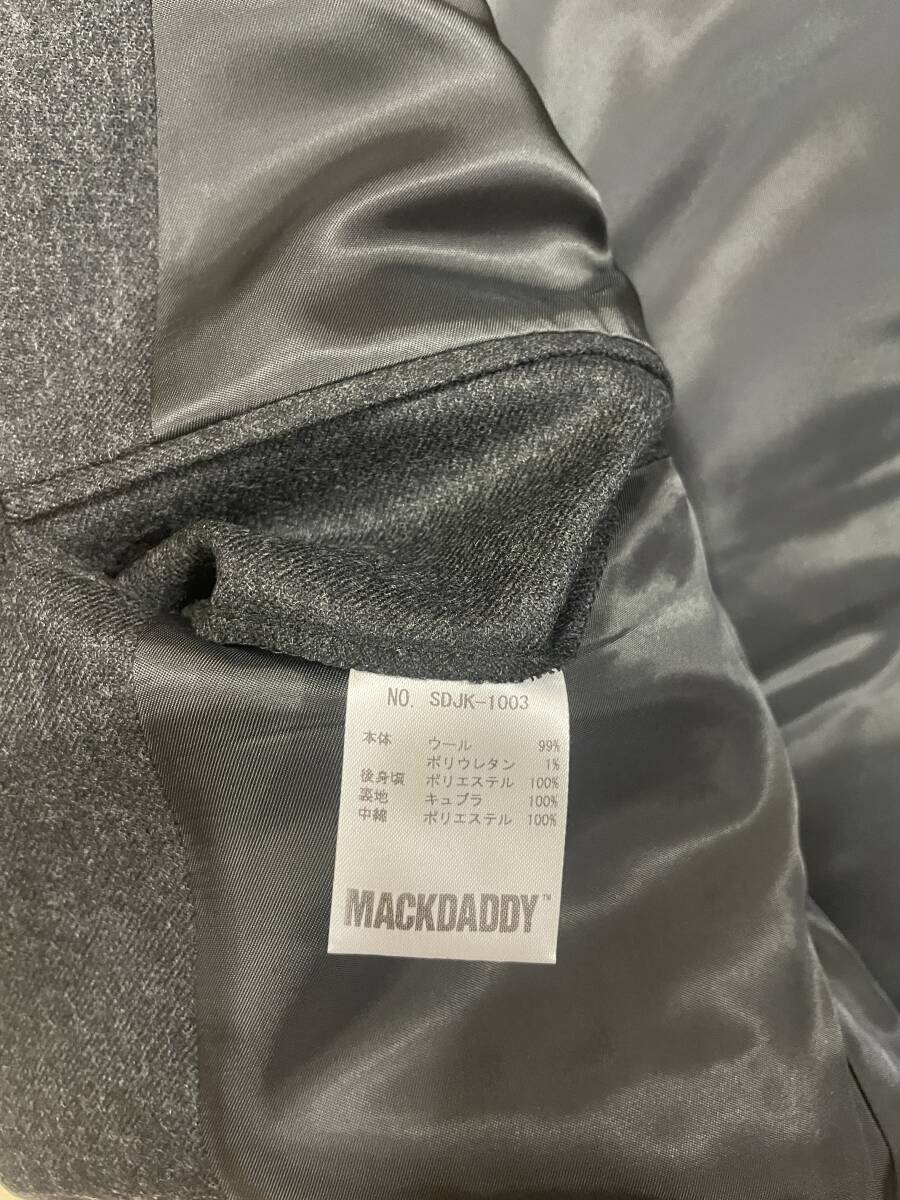 NO. SDJK-1003
本体 ウール 99%
ポリウレタン 1%
後身頃 ポリエステル 100%
裏地 キュプラ 100%
中綿 ポリエステル 100%
MACKDADDY™